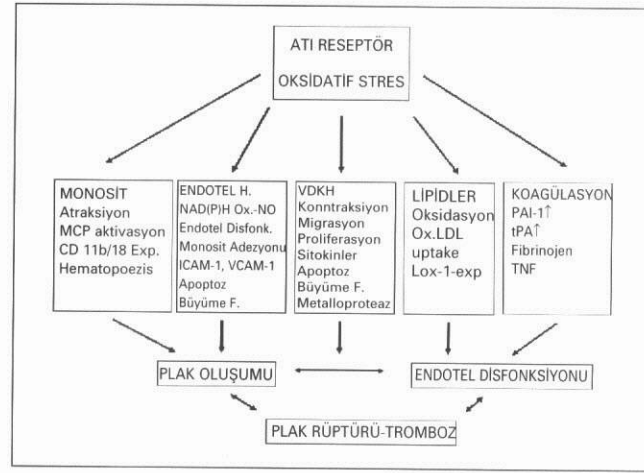 ATI RESEPTÖR
OKSİDATİF STRES
MONOSİT
Atraksiyon
MCP aktivasyon
CD 11b/18 Exp.
Hematopoezis
ENDOTEL H.
NAD(P)H Ox.-NO
Endotel Disfonk.
Monosit Adezyonu
ICAM-1, VCAM-1
Apoptoz
Büyüme F.
VDKH
Konntraksiyon
Migrasyon
Proliferasyon
Sitokinler
Apoptoz
Büyüme F.
Metalloproteaz
LİPİDLER
Oksidasyon
Ox.LDL
uptake
Lox-1-exp
KOAGÜLASYON
PAI-1↑
tPA↑
Fibrinojen
TNF
PLAK OLUŞUMU
ENDOTEL DİSFONKSİYONU
PLAK RÜPTÜRÜ-TROMBOZ